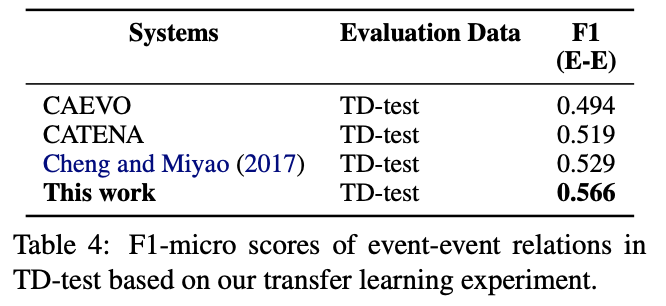 Systems Evaluation Data F1
(E-E)
CAEVO TD-test 0.494
CATENA TD-test 0.519
Cheng and Miyao (2017) TD-test 0.529
This work TD-test 0.566
Table 4: F1-micro scores of event-event relations in
TD-test based on our transfer learning experiment.